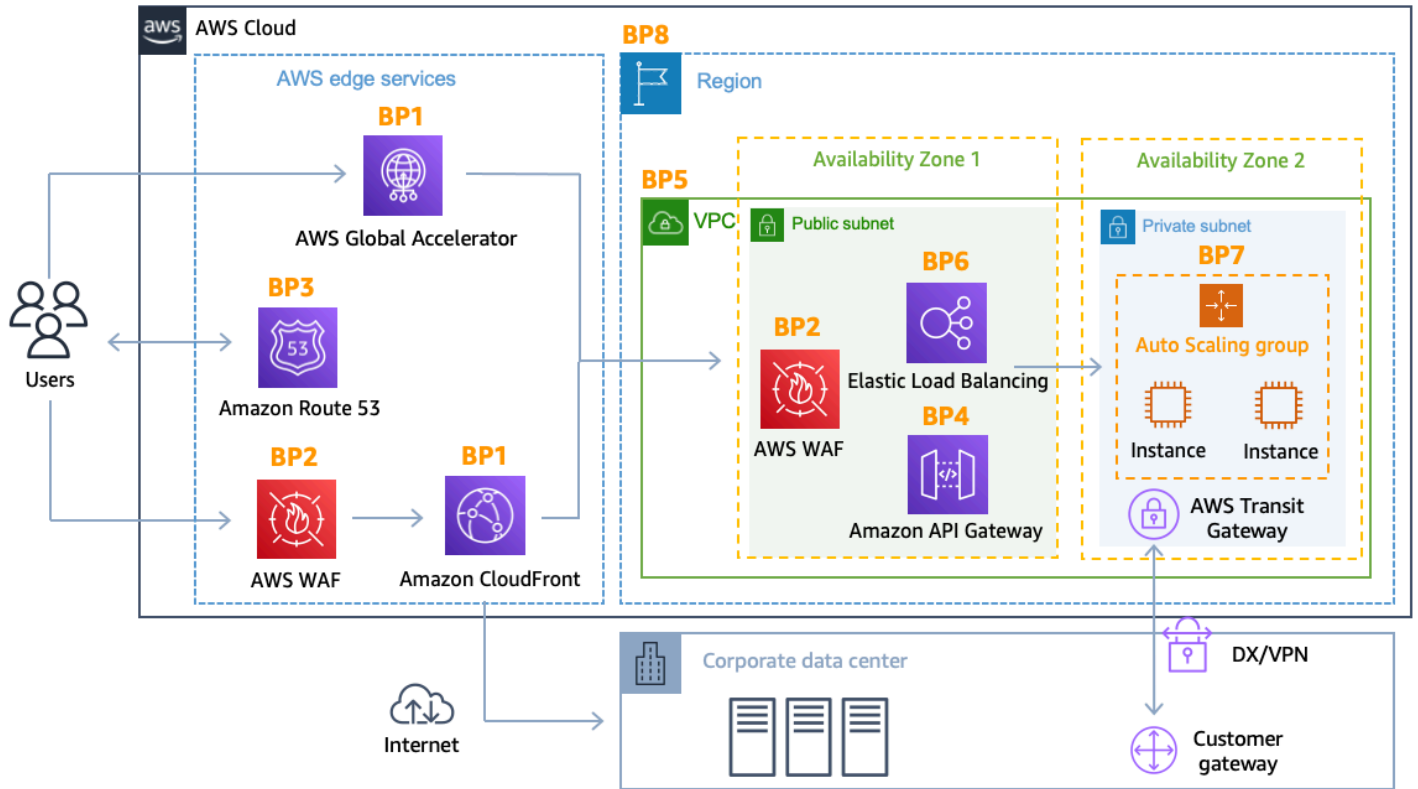 aws
AWS Cloud
AWS edge services
BP1
AWS Global Accelerator
BP3
53
Amazon Route 53
Users
BP2
AWS WAF
BP1
Amazon CloudFront
Internet
BP8
Region
Availability Zone 1
Availability Zone 2
BP5
VPC
Public subnet
BP6
Elastic Load Balancing
BP2
AWS WAF
BP4
</>
Amazon API Gateway
Private subnet
BP7
Auto Scaling group
Instance
Instance
AWS Transit
Gateway
DX/VPN
Corporate data center
Customer
gateway